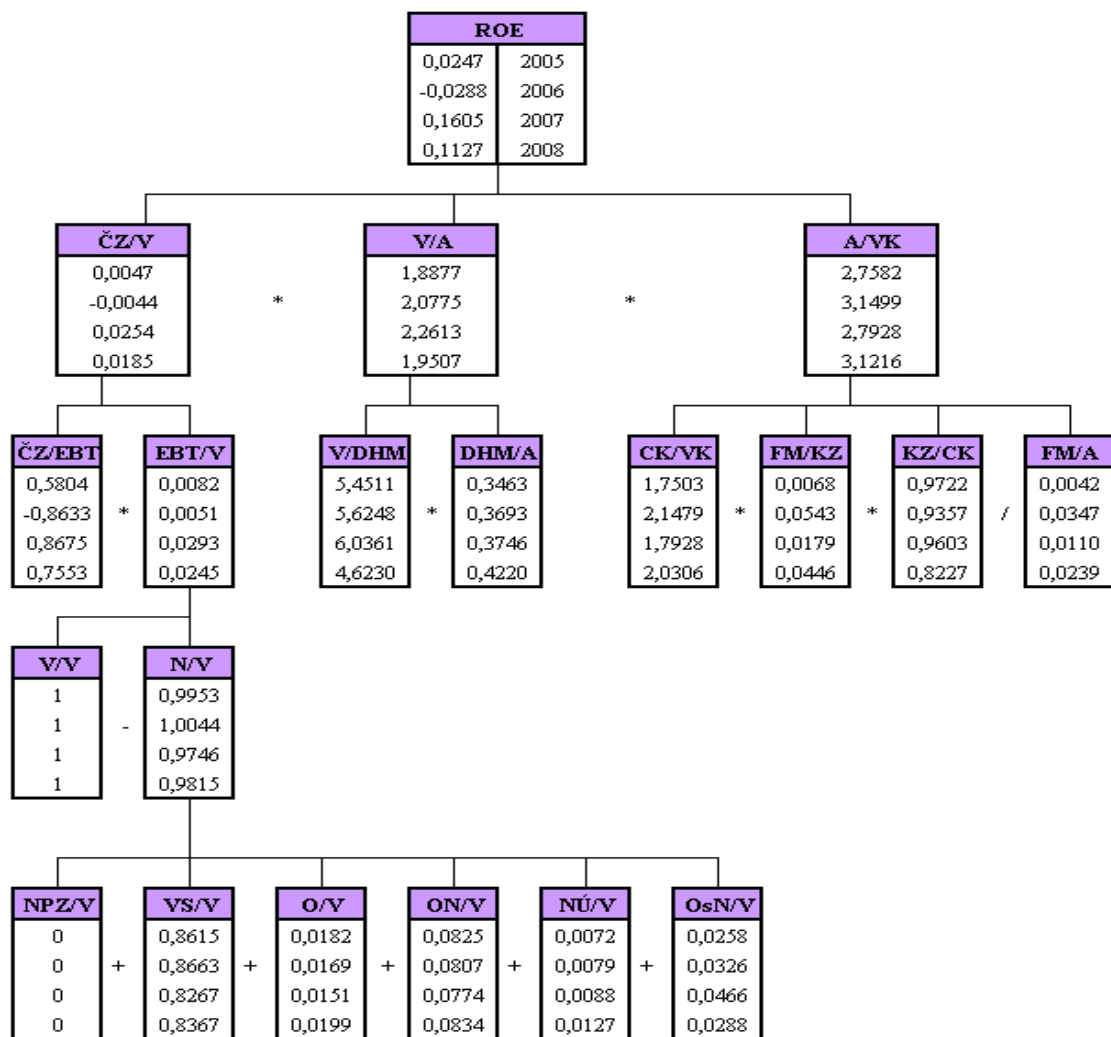 ROE
0,0247 2005
-0,0288 2006
0,1605 2007
0,1127 2008
ČZ/V V/A A/VK
0,0047 1,8877 2,7582
-0,0044 * 2,0775 * 3,1499
0,0254 2,2613 2,7928
0,0185 1,9507 3,1216
ČZ/EBT EBT/V V/DHM DHM/A CK/VK FM/KZ KZ/CK FM/A
0,5804 0,0082 5,4511 0,3463 1,7503 0,0068 0,9722 0,0042
-0,8633 * 0,0051 5,6248 * 0,3693 2,1479 * 0,0543 * 0,9357 / 0,0347
0,8675 0,0293 6,0361 0,3746 1,7928 0,0179 0,9603 0,0110
0,7553 0,0245 4,6230 0,4220 2,0306 0,0446 0,8227 0,0239
V/V N/V
1 0,9953
1 - 1,0044
1 0,9746
1 0,9815
NPZ/V VS/V O/V ON/V NÚ/V OsN/V
0 0,8615 0,0182 0,0825 0,0072 0,0258
0 + 0,8663 + 0,0169 + 0,0807 + 0,0079 + 0,0326
0 0,8267 0,0151 0,0774 0,0088 0,0466
0 0,8367 0,0199 0,0834 0,0127 0,0288